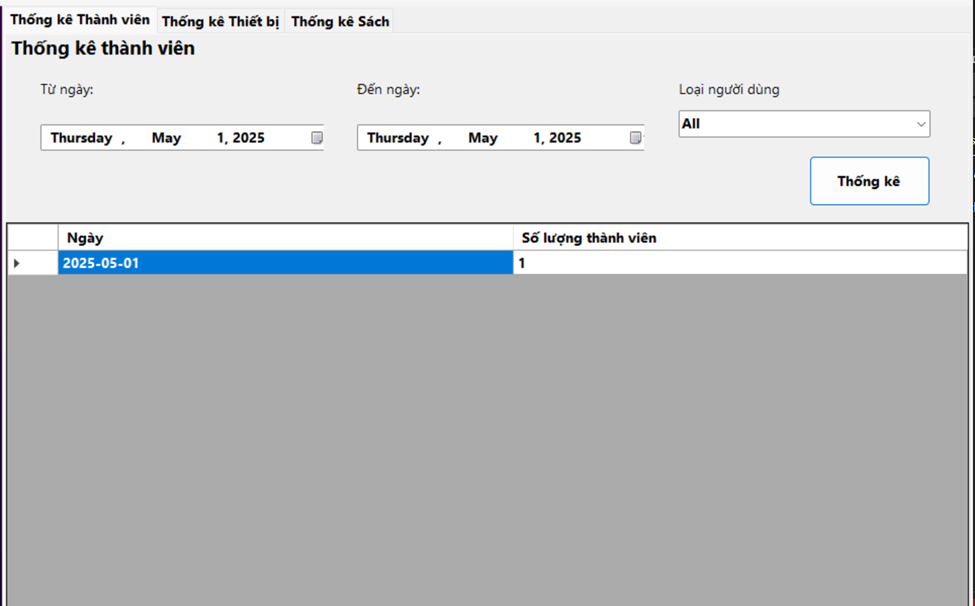 Thống kê Thành viên Thống kê Thiết bị Thống kê Sách
Thống kê thành viên
Từ ngày: Đến ngày: Loại người dùng
Thursday , May 1, 2025 Thursday , May 1, 2025 All
Thống kê
Ngày Số lượng thành viên
2025-05-01 1